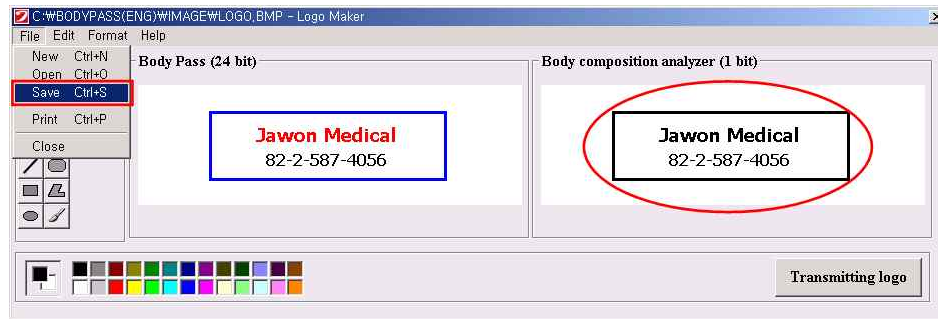 C:₩BODYPASS(ENG)₩IMAGE₩LOGO,BMP - Logo Maker
File Edit Format Help
New Ctrl+N
Open Ctrl+O
Save Ctrl+S
Print Ctrl+P
Close
Body Pass (24 bit)
Jawon Medical
82-2-587-4056
Body composition analyzer (1 bit)
Jawon Medical
82-2-587-4056
Transmitting logo